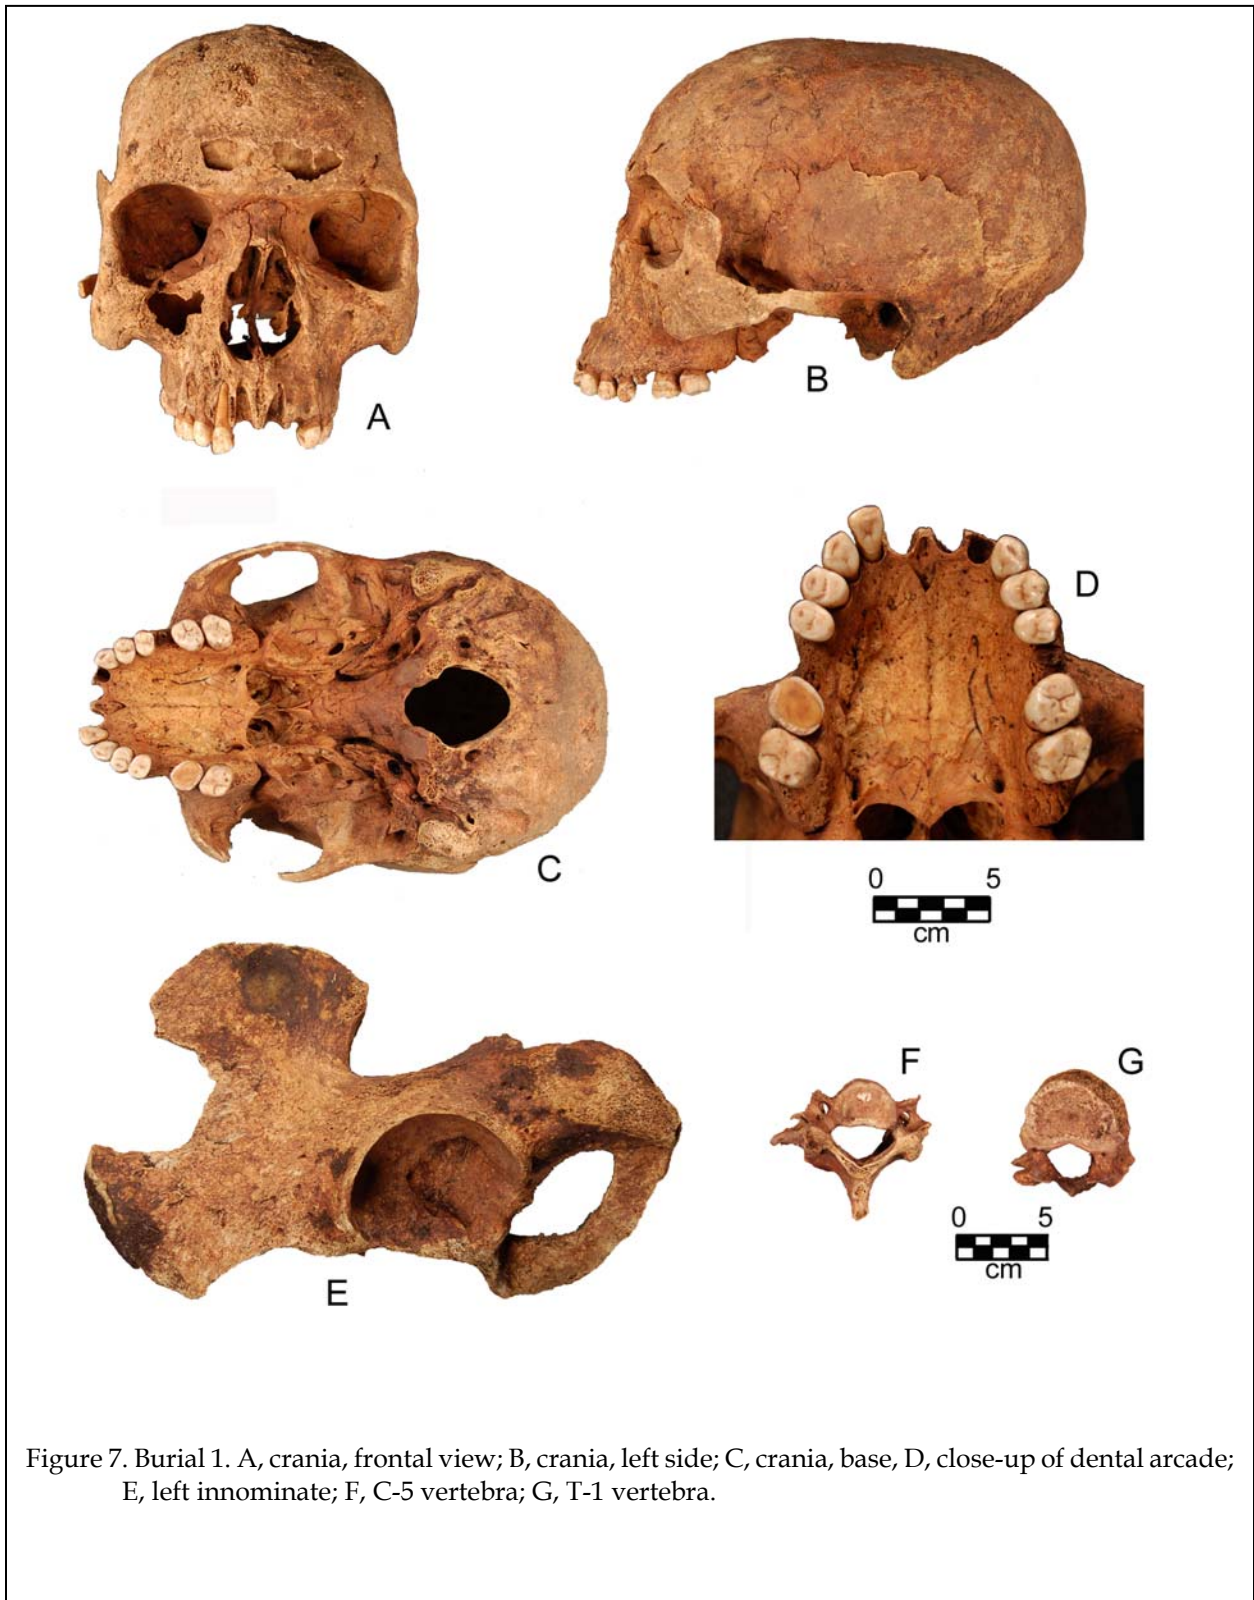 A
B
C
D
0 5
cm
E
F
G
0 5
cm
Figure 7. Burial 1. A, crania, frontal view; B, crania, left side; C, crania, base, D, close-up of dental arcade;
E, left innominate; F, C-5 vertebra; G, T-1 vertebra.